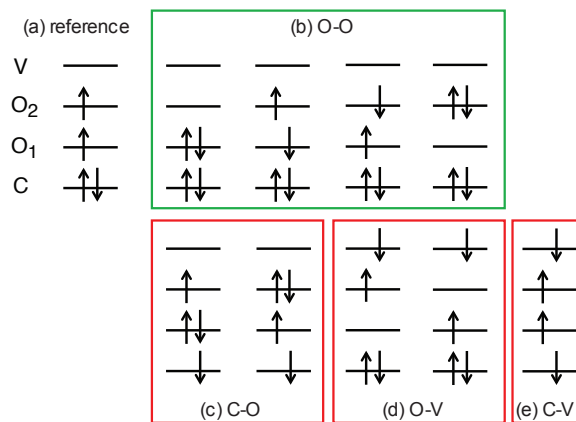 (a) reference
(b) O-O
V
O2
O1
C
(c) C-O
(d) O-V
(e) C-V